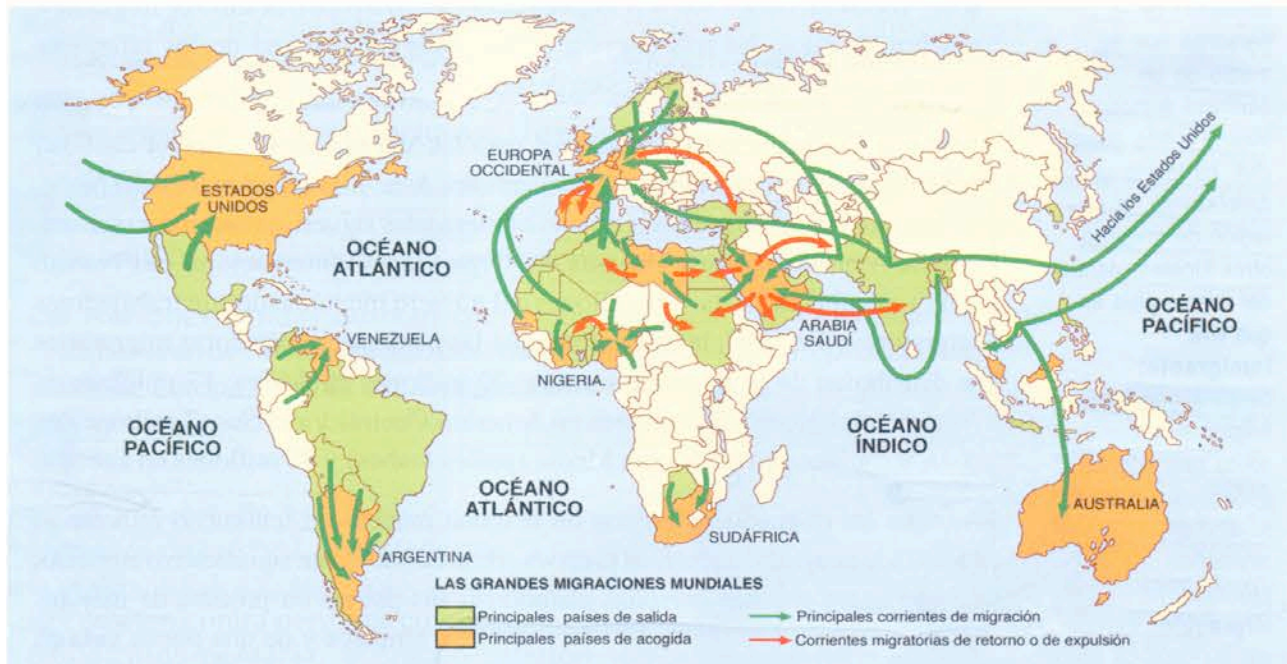 EUROPA
OCCIDENTAL
ESTADOS
UNIDOS
Hacia los Estados Unidos
OCÉANO
ATLÁNTICO
OCÉANO
PACÍFICO
VENEZUELA
ARABIA
SAUDÍ
NIGERIA
OCÉANO
PACÍFICO
OCÉANO
ÍNDICO
OCÉANO
ATLÁNTICO
AUSTRALIA
SUDÁFRICA
ARGENTINA
LAS GRANDES MIGRACIONES MUNDIALES
Principales países de salida
Principales corrientes de migración
Principales países de acogida
Corrientes migratorias de retorno o de expulsión